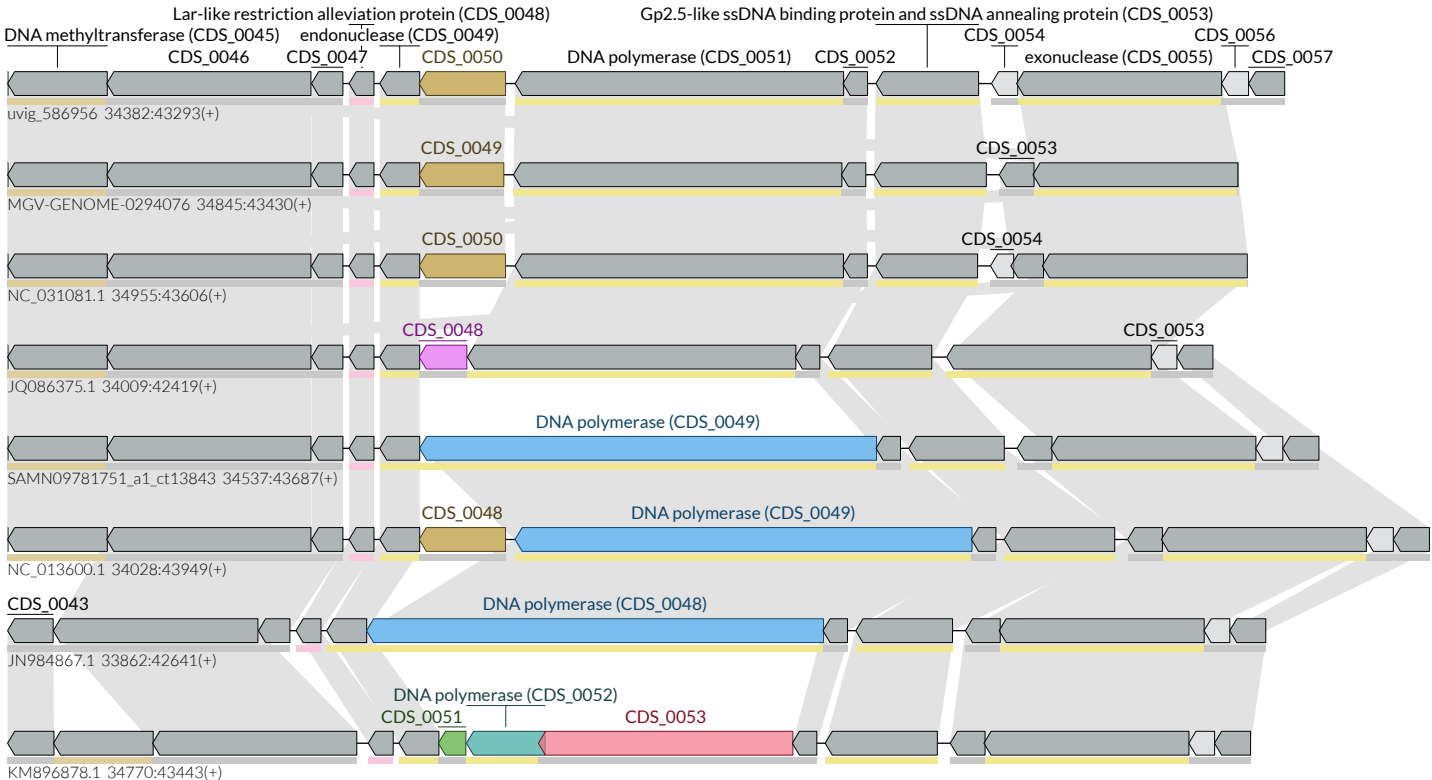 Lar-like restriction alleviation protein (CDS_0048) Gp2.5-like ssDNA binding protein and ssDNA annealing protein (CDS_0053)
DNA methyltransferase (CDS_0045) endonuclease (CDS_0049) CDS_0054 CDS_0056
CDS_0046 CDS_0047 CDS_0050 DNA polymerase (CDS_0051) CDS_0052 exonuclease (CDS_0055) CDS_0057
uvig_586956 34382:43293(+)
CDS_0049 CDS_0053
MGV-GENOME-0294076 34845:43430(+)
CDS_0050 CDS_0054
NC_031081.1 34955:43606(+)
CDS_0048 CDS_0053
JQ086375.1 34009:42419(+)
DNA polymerase (CDS_0049)
SAMN09781751_a1_ct13843 34537:43687(+)
CDS_0048 DNA polymerase (CDS_0049)
NC_013600.1 34028:43949(+)
CDS_0043 DNA polymerase (CDS_0048)
JN984867.1 33862:42641(+)
DNA polymerase (CDS_0052)
CDS_0051 CDS_0053
KM896878.1 34770:43443(+)